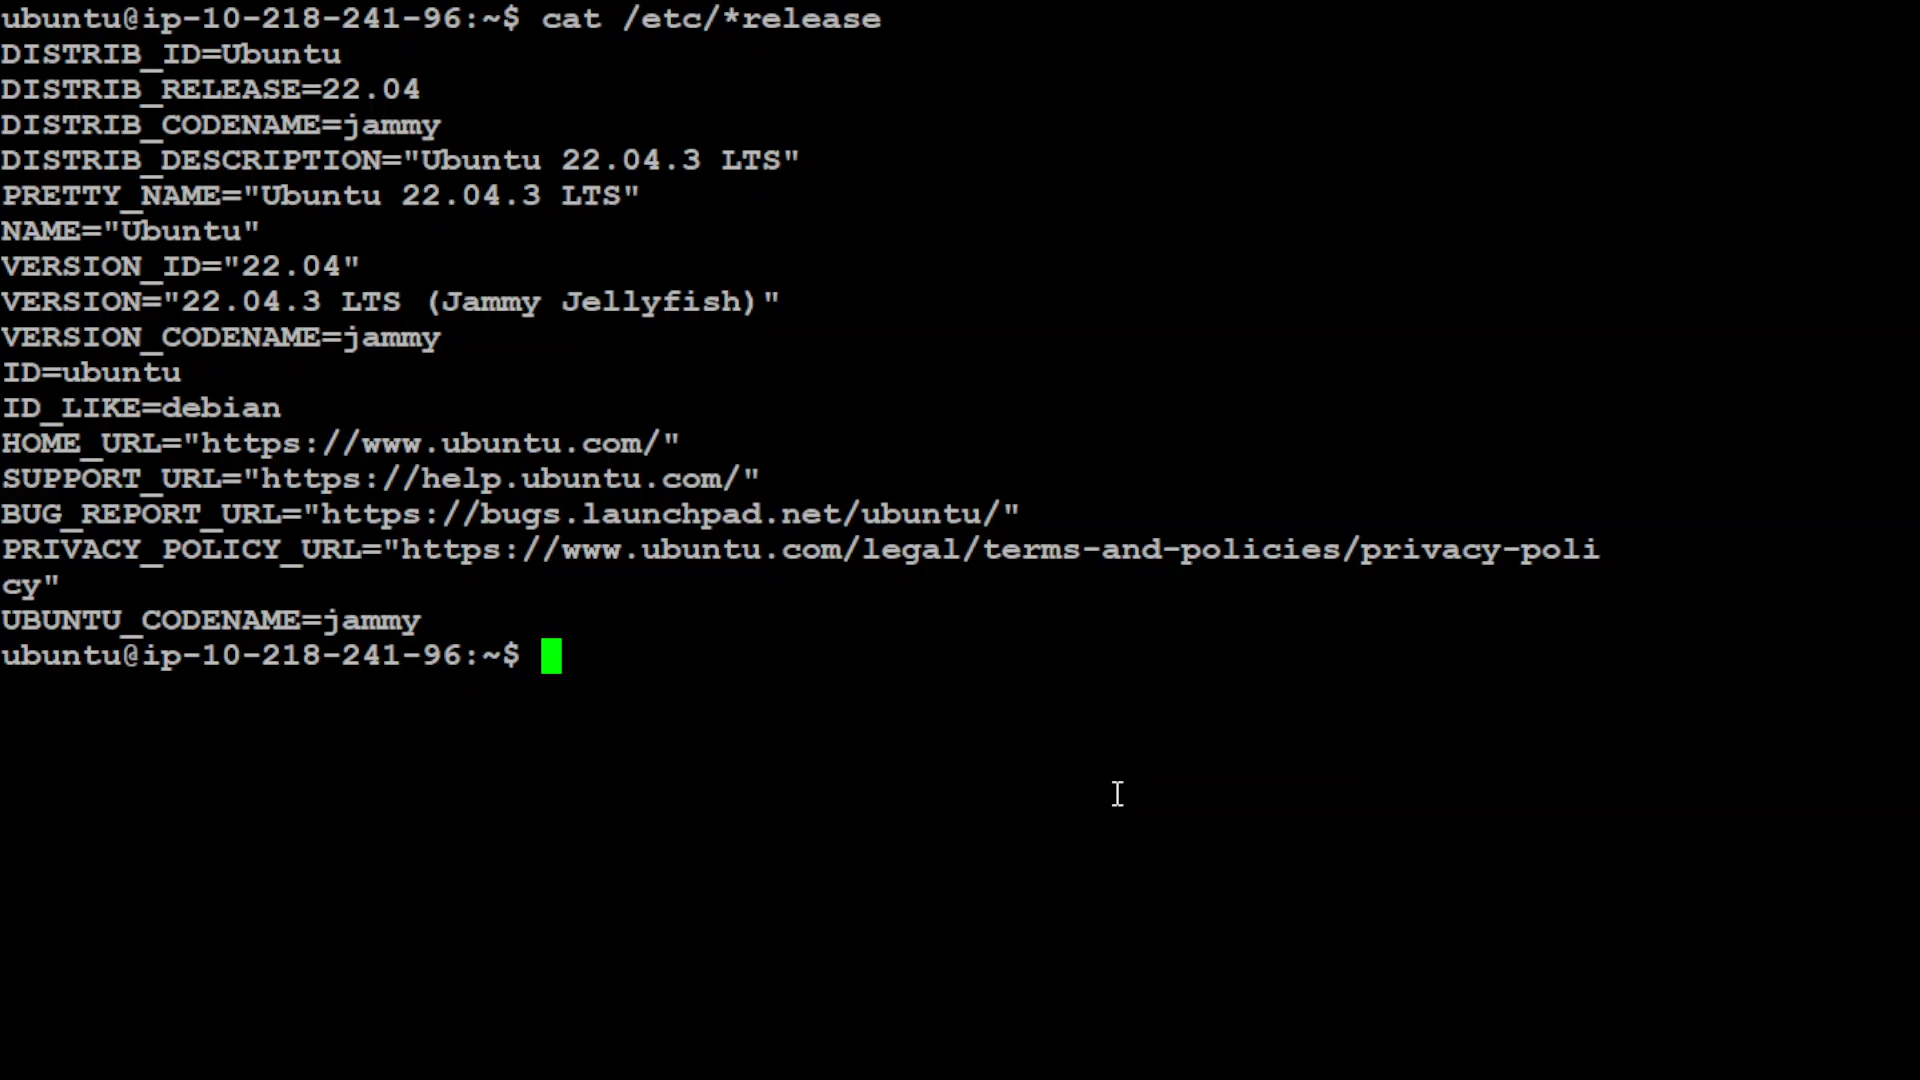 ubuntu@ip-10-218-241-96:~$ cat /etc/*release
DISTRIB_ID=Ubuntu
DISTRIB_RELEASE=22.04
DISTRIB_CODENAME=jammy
DISTRIB_DESCRIPTION="Ubuntu 22.04.3 LTS"
PRETTY_NAME="Ubuntu 22.04.3 LTS"
NAME="Ubuntu"
VERSION_ID="22.04"
VERSION="22.04.3 LTS (Jammy Jellyfish)"
VERSION_CODENAME=jammy
ID=ubuntu
ID_LIKE=debian
HOME_URL="https://www.ubuntu.com/"
SUPPORT_URL="https://help.ubuntu.com/"
BUG_REPORT_URL="https://bugs.launchpad.net/ubuntu/"
PRIVACY_POLICY_URL="https://www.ubuntu.com/legal/terms-and-policies/privacy-poli
cy"
UBUNTU_CODENAME=jammy
ubuntu@ip-10-218-241-96:~$